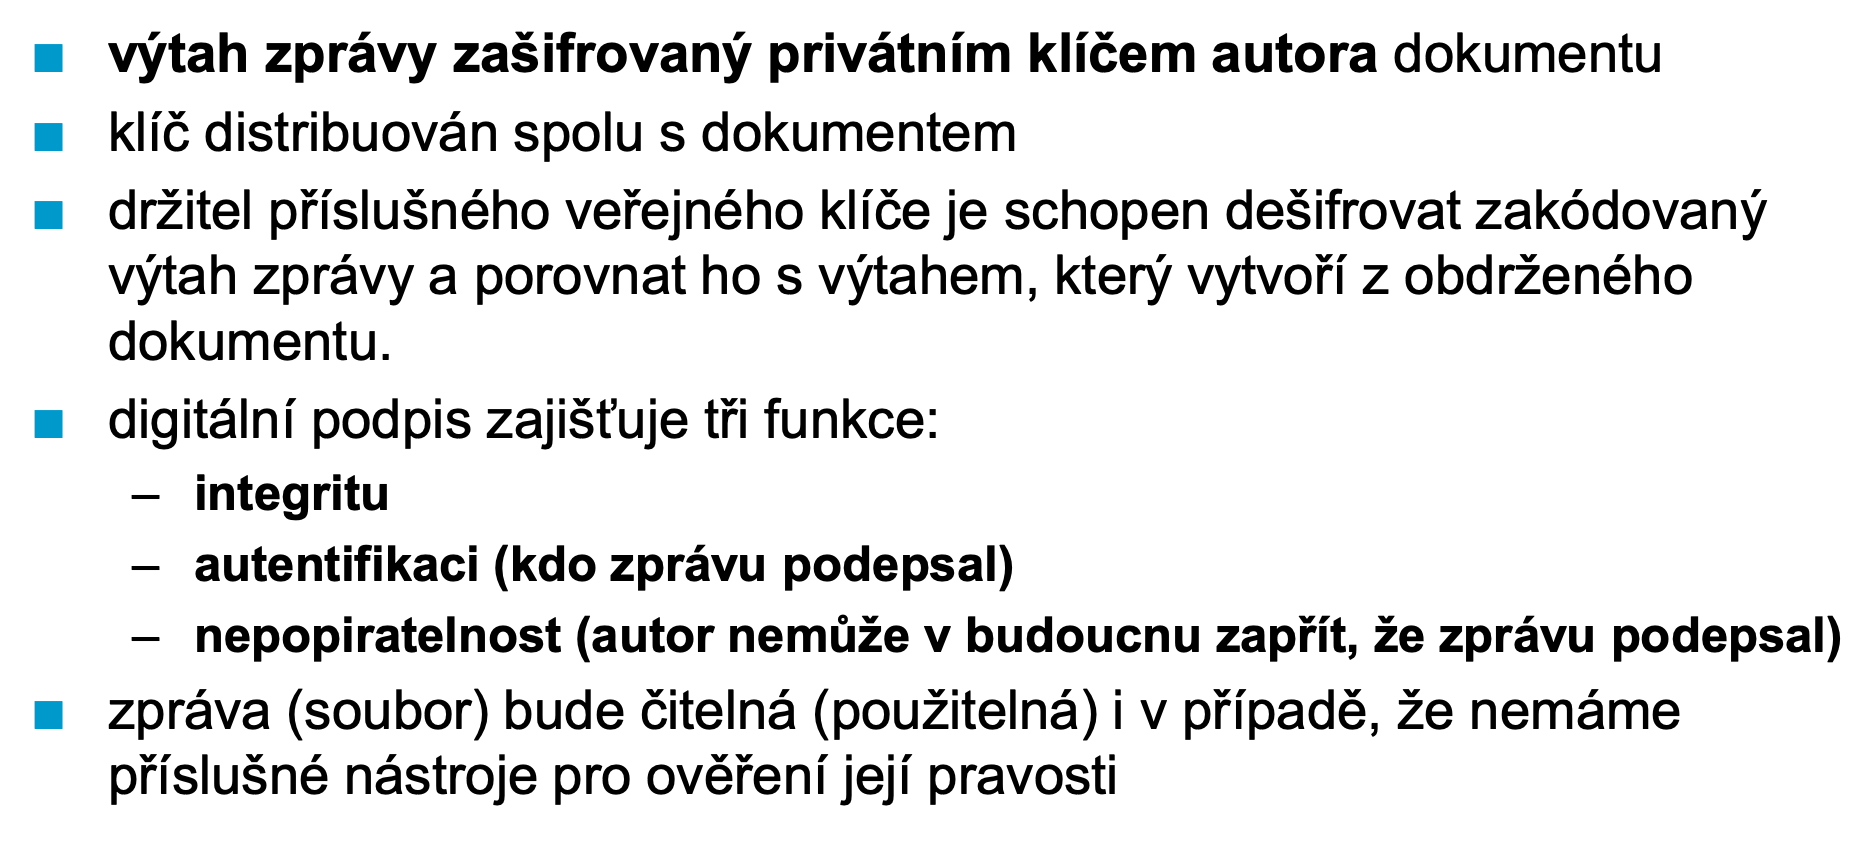 ■ výtah zprávy zašifrovaný privátním klíčem autora dokumentu
■ klíč distribuován spolu s dokumentem
■ držitel příslušného veřejného klíče je schopen dešifrovat zakódovaný
výtah zprávy a porovnat ho s výtahem, který vytvoří z obdrženého
dokumentu.
■ digitální podpis zajišťuje tři funkce:
– integritu
– autentifikaci (kdo zprávu podepsal)
– nepopiratelnost (autor nemůže v budoucnu zapřít, že zprávu podepsal)
■ zpráva (soubor) bude čitelná (použitelná) i v případě, že nemáme
příslušné nástroje pro ověření její pravosti